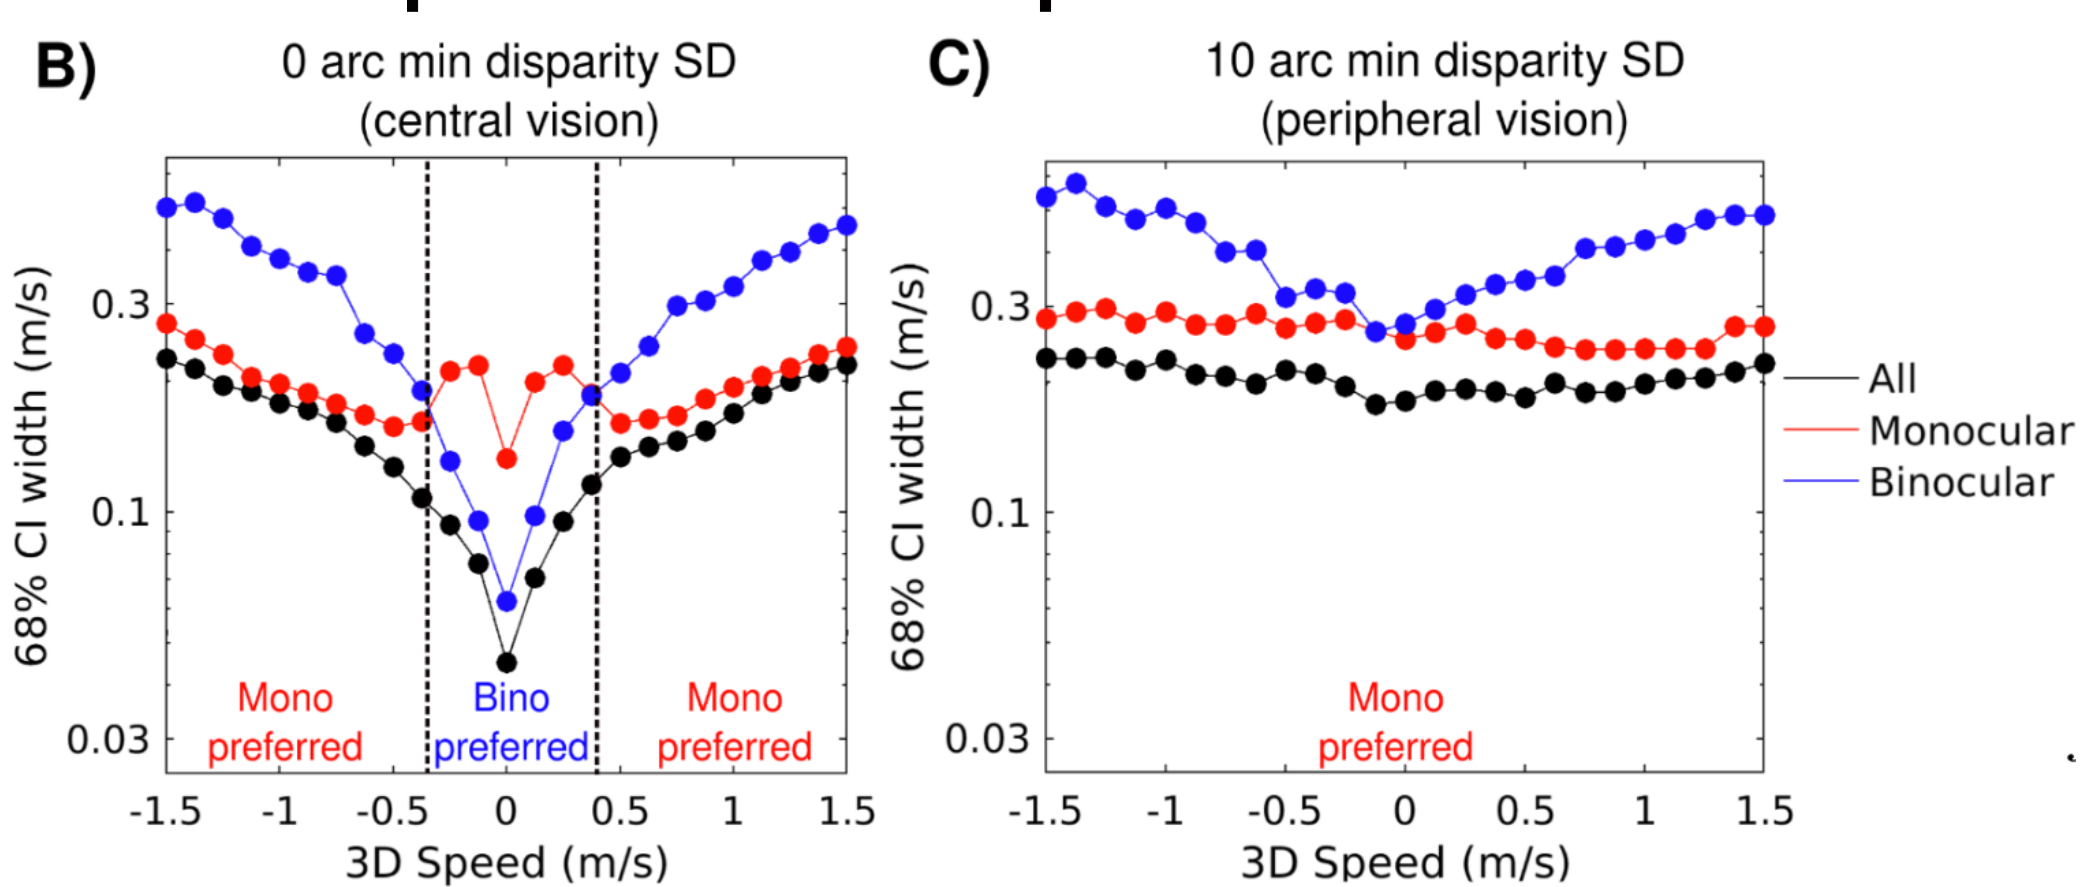 B)
0 arc min disparity SD
(central vision)
68% CI width (m/s)
0.3
0.1
0.03
Mono
preferred
Bino
preferred
Mono
preferred
-1.5 -1 -0.5 0 0.5 1 1.5
3D Speed (m/s)
C)
10 arc min disparity SD
(peripheral vision)
68% CI width (m/s)
0.3
0.1
0.03
Mono
preferred
-1.5 -1 -0.5 0 0.5 1 1.5
3D Speed (m/s)
All
Monocular
Binocular